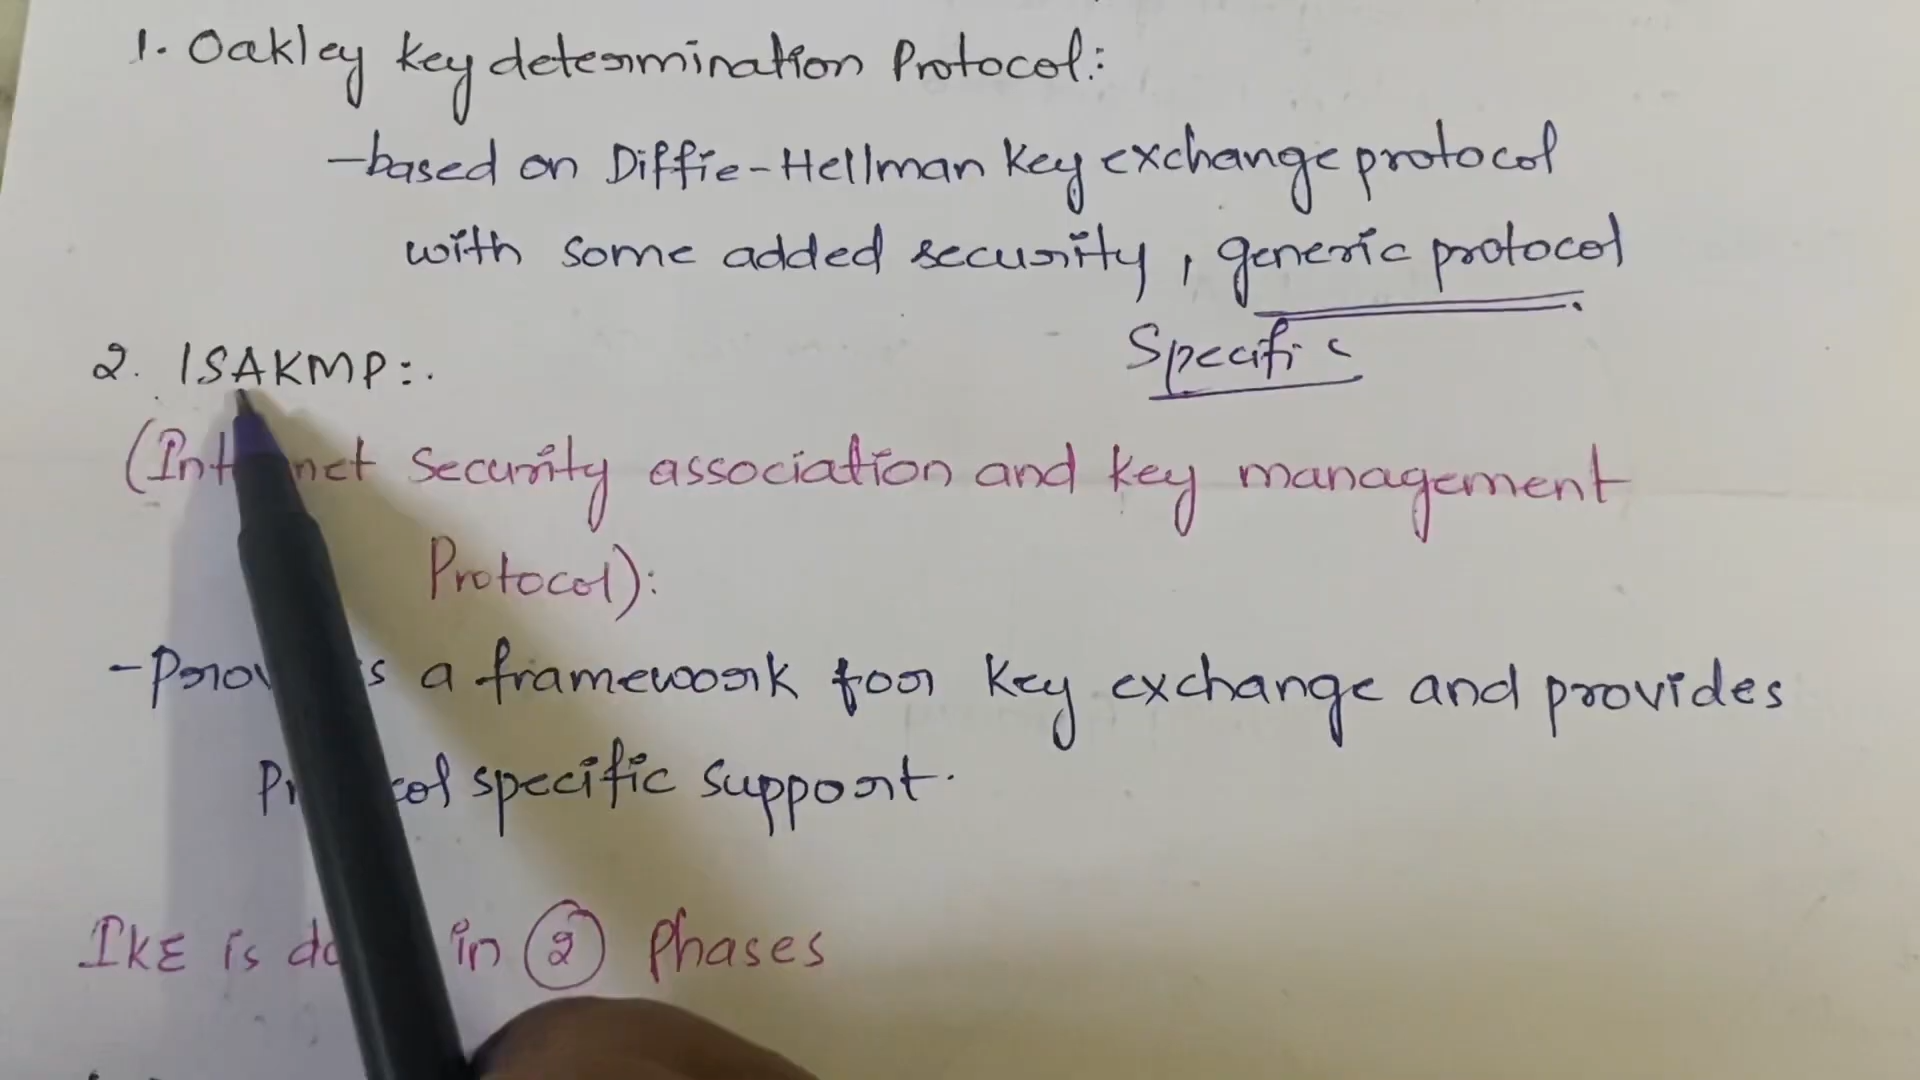 1. Oakley key determination Protocol:
-based on Diffie-Hellman key exchange protocol
with some added security, generic protocol
Specific
2. ISAKMP:.
security association and key management
Protocol):
a framework for key exchange and provides
specific support.
IKE is in 2 Phases